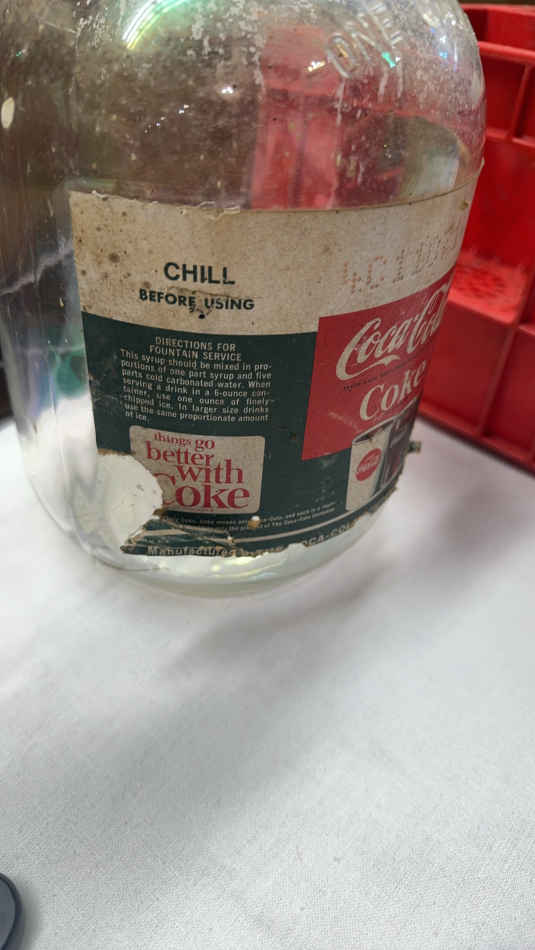 CHILL
BEFORE USING
DIRECTIONS FOR
FOUNTAIN SERVICE
This syrup should be mixed in pro-
portions of one part syrup and five
parts cold carbonated water. When
serving a drink in a 6-ounce con-
tainer, use one ounce of finely-
chipped ice. In larger size drinks
use the same proportionate amount
of ice.
things go
better
with
Coke
Coca-Cola
Coke
Manufactured